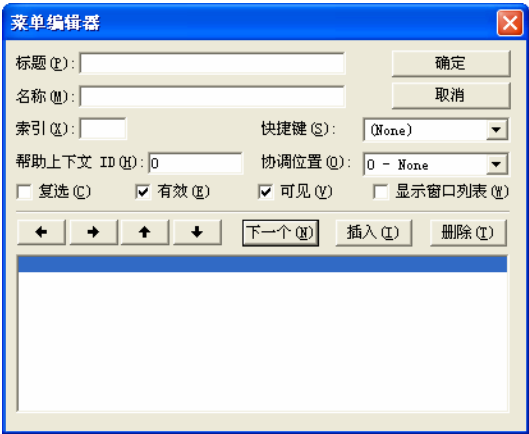 菜单编辑器
标题(P): 确定
名称(M): 取消
索引(X): 快捷键(S): (None)
帮助上下文 ID(H): 0 协调位置(O): 0 - None
复选(C) 有效(E) 可见(V) 显示窗口列表(W)
下一个(N) 插入(I) 删除(T)